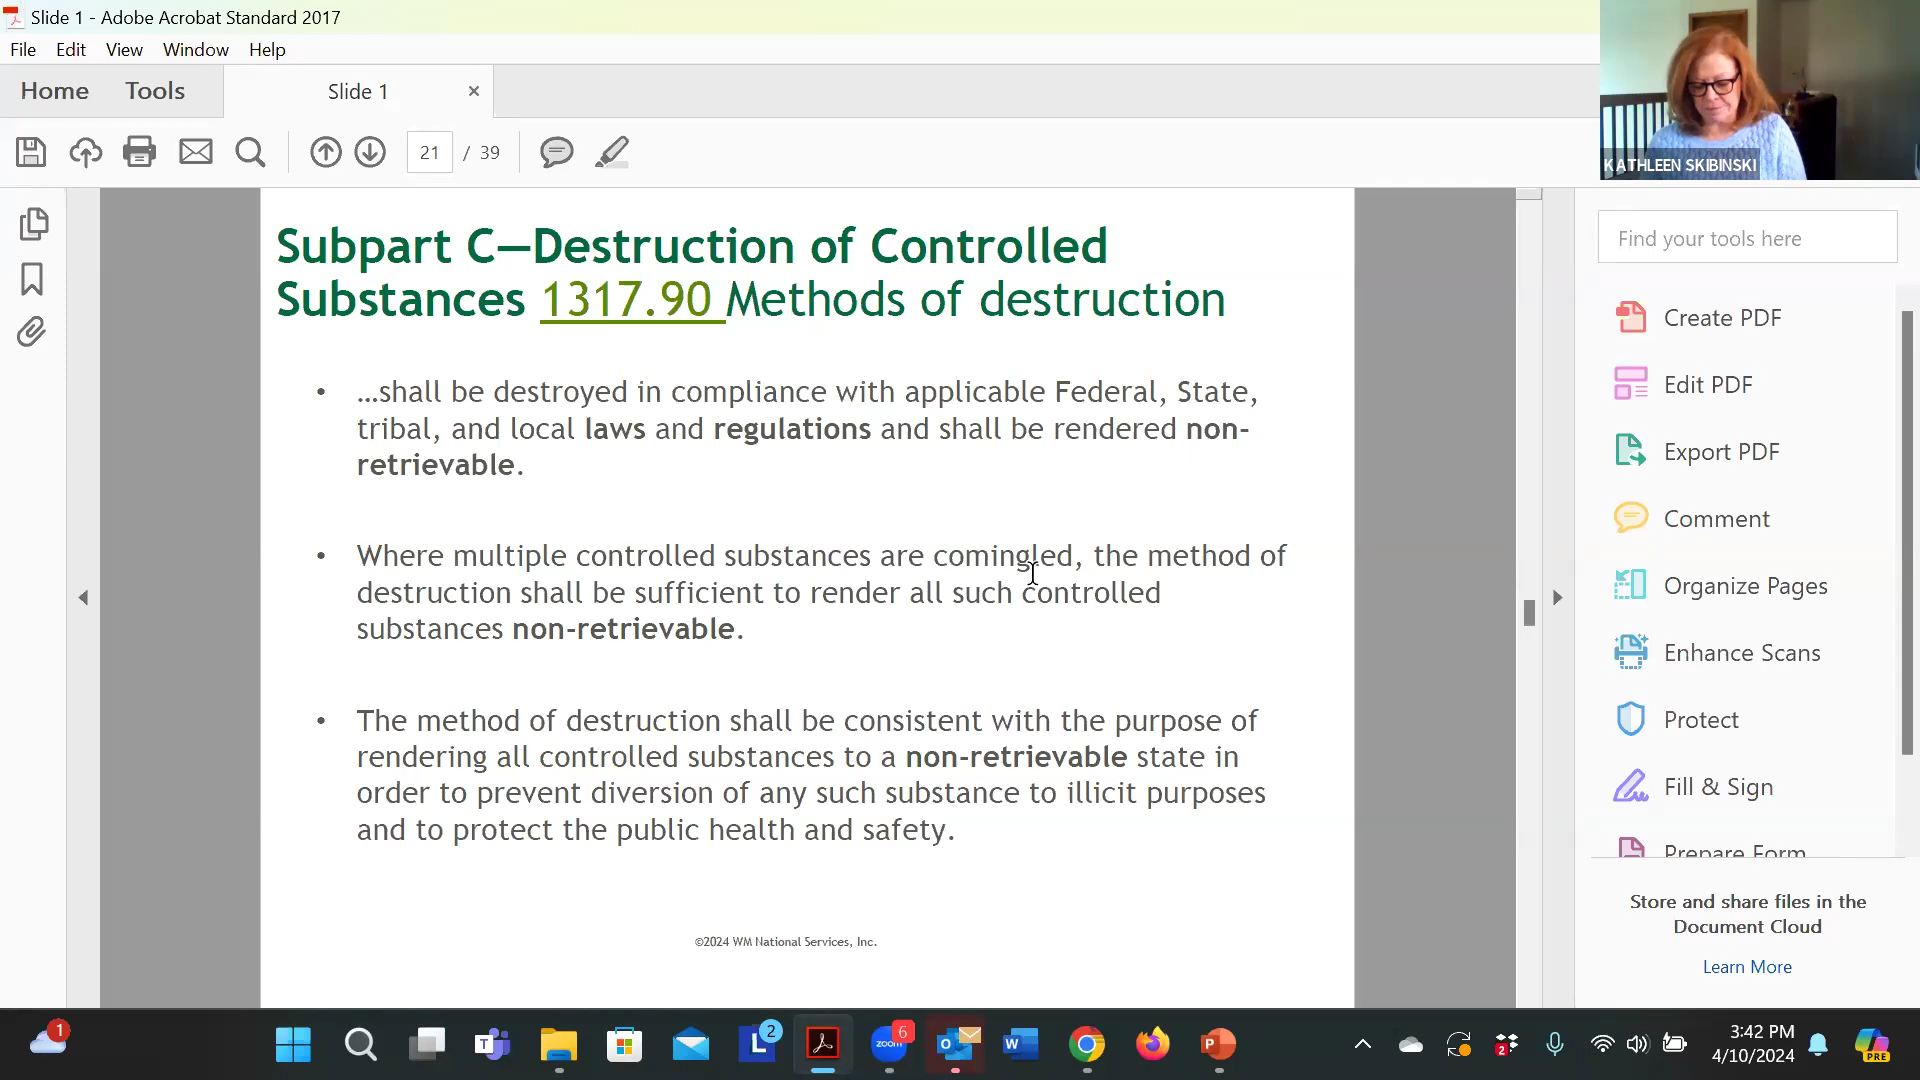 Slide 1 - Adobe Acrobat Standard 2017
File Edit View Window Help
Home Tools Slide 1
21 / 39
KATHLEEN SKIBINSKI
Subpart C—Destruction of Controlled
Substances 1317.90 Methods of destruction
• …shall be destroyed in compliance with applicable Federal, State,
tribal, and local laws and regulations and shall be rendered non-
retrievable.
• Where multiple controlled substances are comingled, the method of
destruction shall be sufficient to render all such controlled
substances non-retrievable.
• The method of destruction shall be consistent with the purpose of
rendering all controlled substances to a non-retrievable state in
order to prevent diversion of any such substance to illicit purposes
and to protect the public health and safety.
©2024 WM National Services, Inc.
Find your tools here
Create PDF
Edit PDF
Export PDF
Comment
Organize Pages
Enhance Scans
Protect
Fill & Sign
Prepare Form
Store and share files in the
Document Cloud
Learn More
1
T
L
2
zoom
6
O
W
P
2
3:42 PM
4/10/2024
PRE